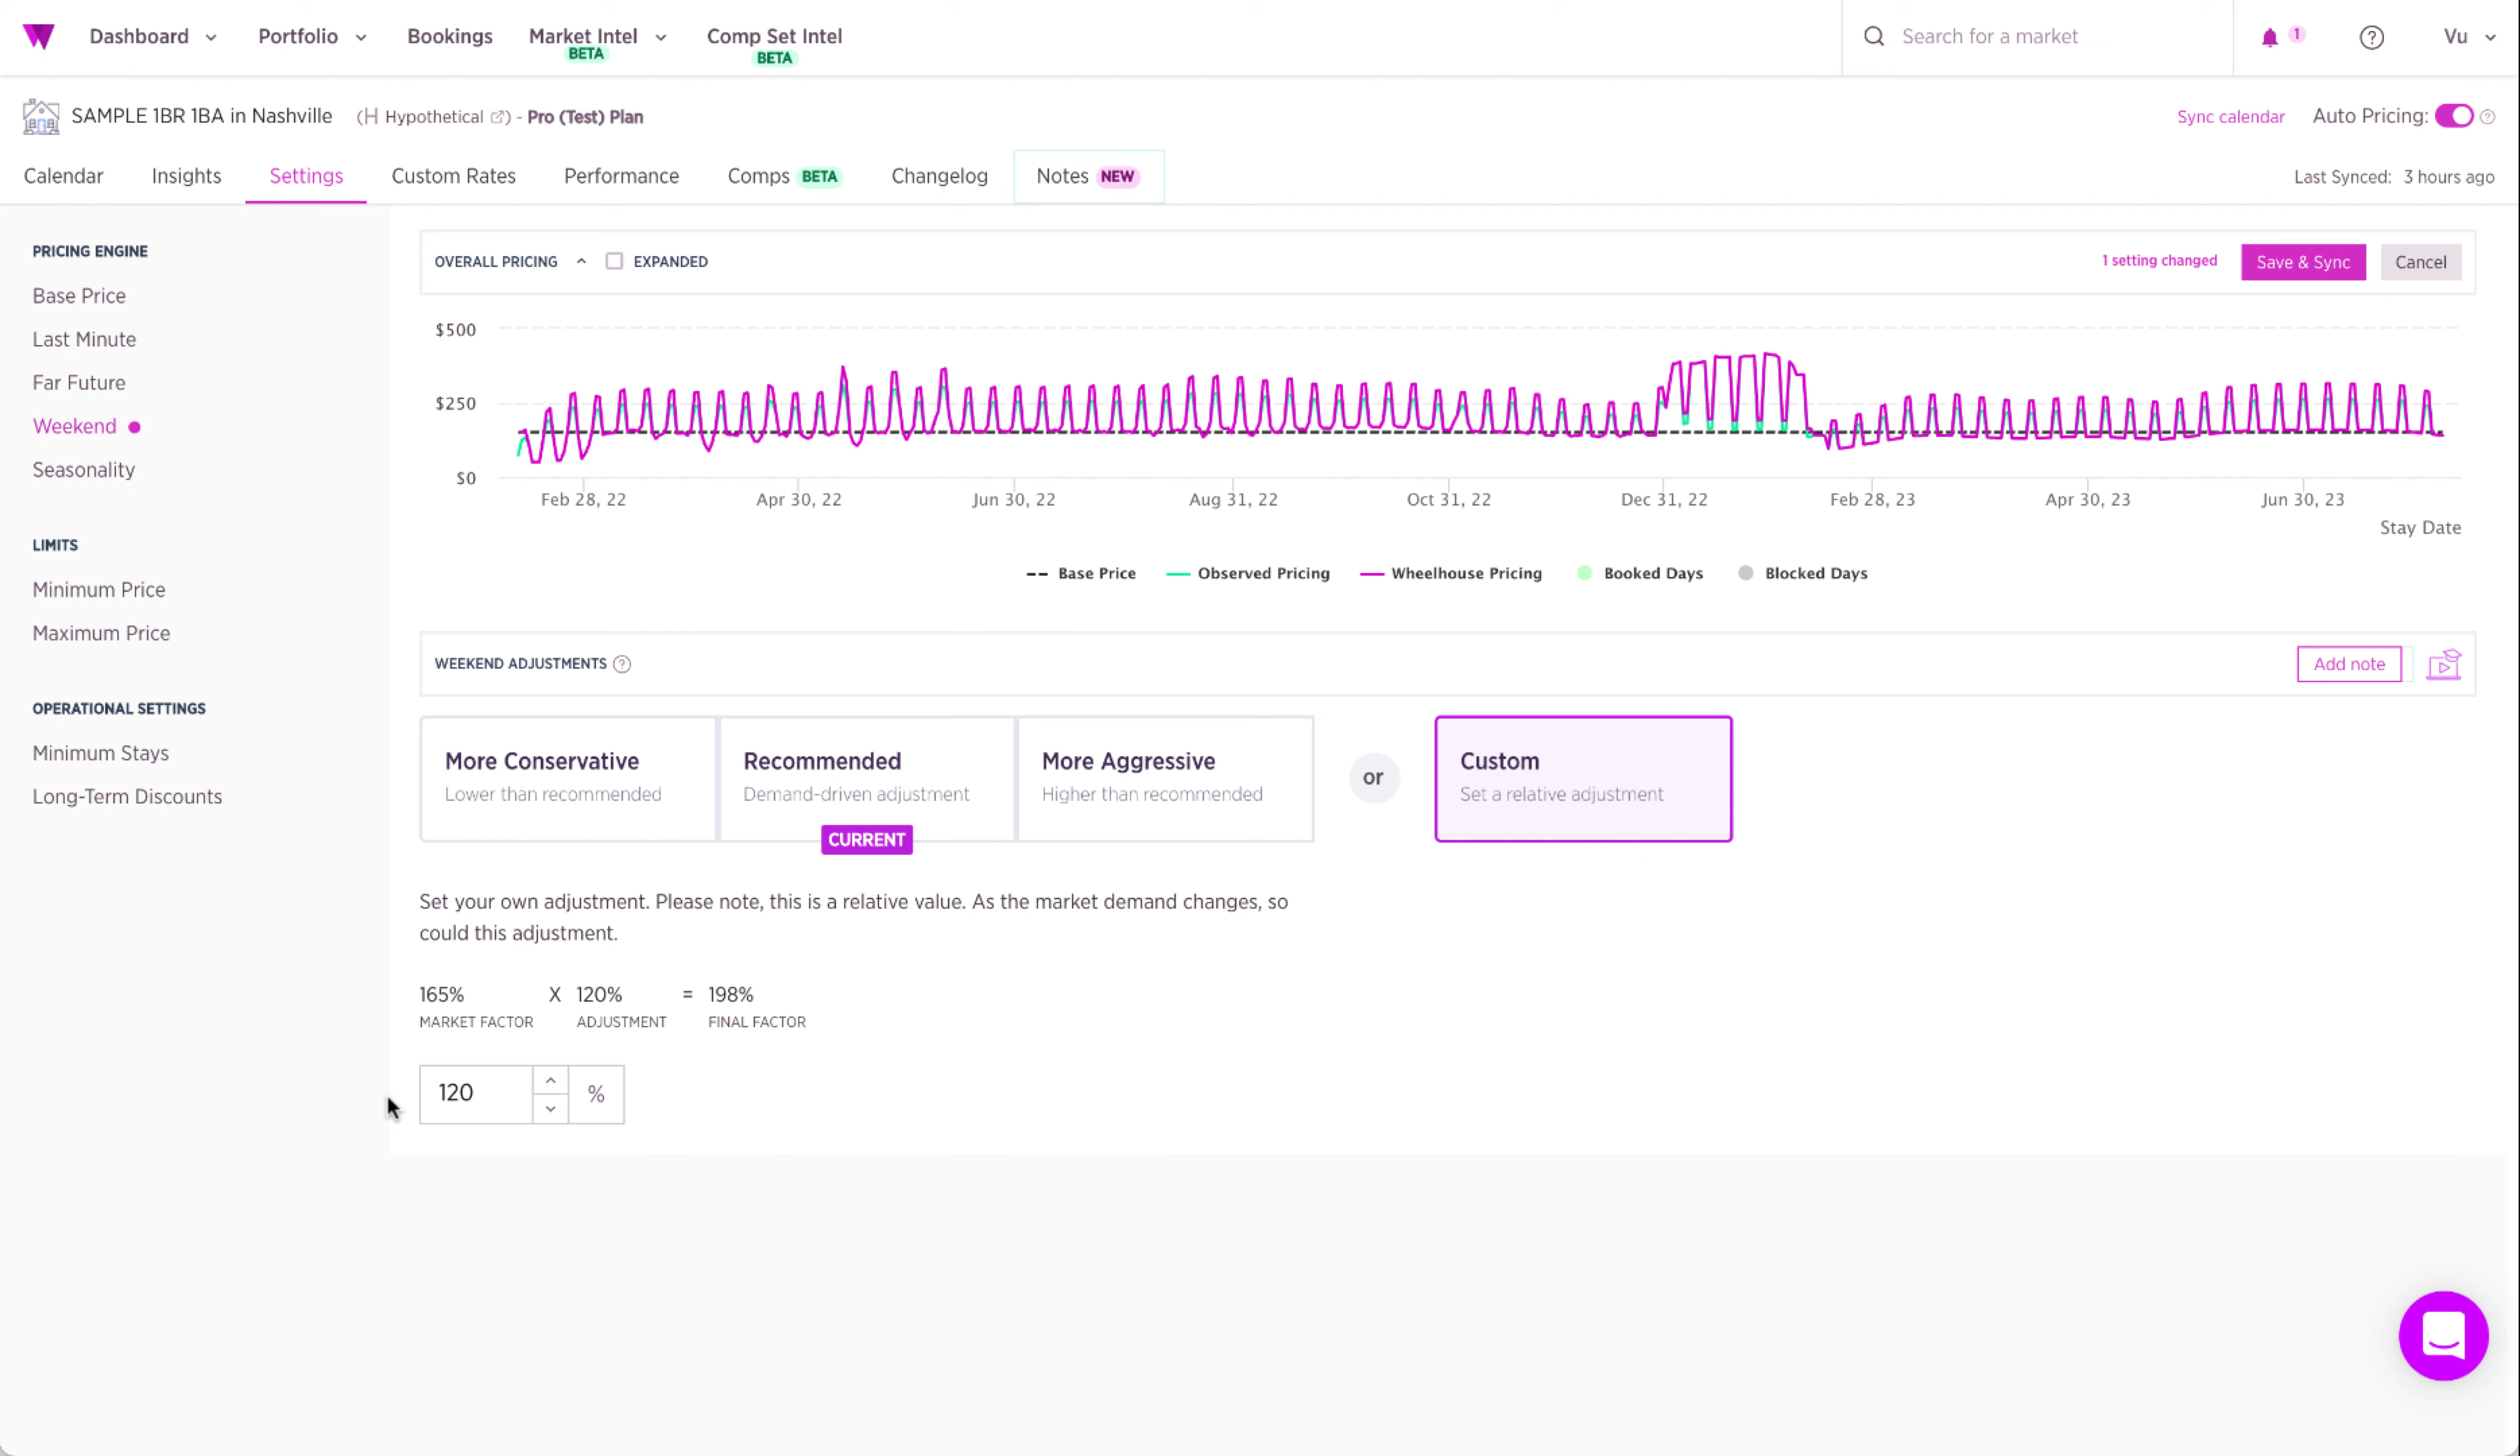 Dashboard Portfolio Bookings Market Intel BETA Comp Set Intel BETA Search for a market 1 Vu
SAMPLE 1BR 1BA in Nashville (H Hypothetical) - Pro (Test) Plan Sync calendar Auto Pricing:
Calendar Insights Settings Custom Rates Performance Comps BETA Changelog Notes NEW Last Synced: 3 hours ago
PRICING ENGINE
Base Price
Last Minute
Far Future
Weekend
Seasonality
LIMITS
Minimum Price
Maximum Price
OPERATIONAL SETTINGS
Minimum Stays
Long-Term Discounts
OVERALL PRICING EXPANDED 1 setting changed Save & Sync Cancel
$500
$250
$0
Feb 28, 22 Apr 30, 22 Jun 30, 22 Aug 31, 22 Oct 31, 22 Dec 31, 22 Feb 28, 23 Apr 30, 23 Jun 30, 23
Stay Date
Base Price Observed Pricing Wheelhouse Pricing Booked Days Blocked Days
WEEKEND ADJUSTMENTS ? Add note
More Conservative
Lower than recommended
Recommended
Demand-driven adjustment
CURRENT
More Aggressive
Higher than recommended
or
Custom
Set a relative adjustment
Set your own adjustment. Please note, this is a relative value. As the market demand changes, so
could this adjustment.
165% X 120% = 198%
MARKET FACTOR ADJUSTMENT FINAL FACTOR
120 %